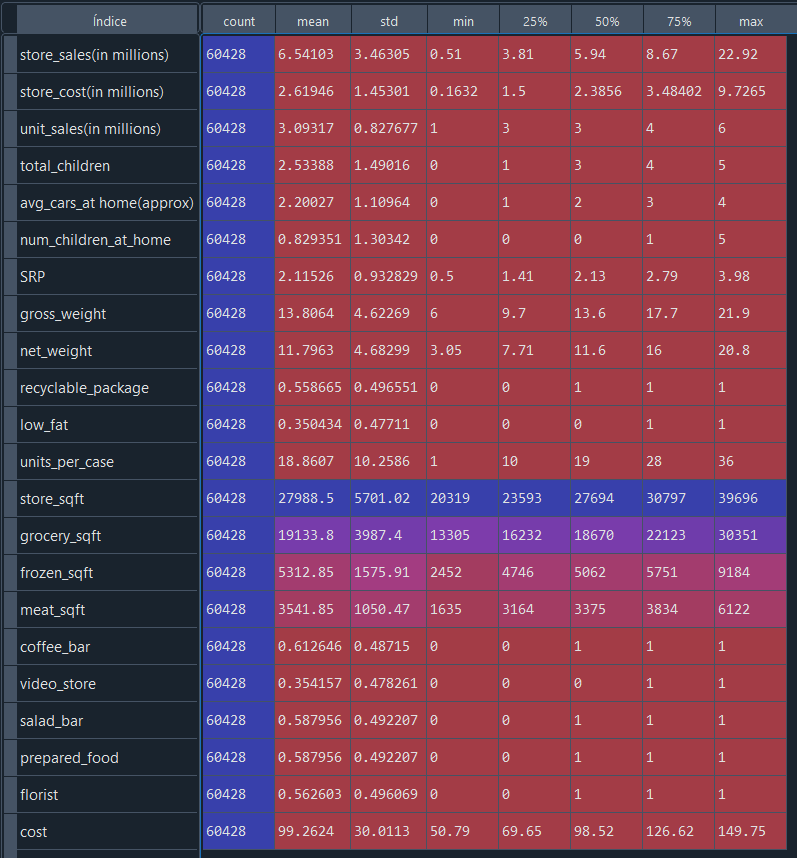 Índice count mean std min 25% 50% 75% max
store_sales(in millions) 60428 6.54103 3.46305 0.51 3.81 5.94 8.67 22.92
store_cost(in millions) 60428 2.61946 1.45301 0.1632 1.5 2.3856 3.48402 9.7265
unit_sales(in millions) 60428 3.09317 0.827677 1 3 3 4 6
total_children 60428 2.53388 1.49016 0 1 3 4 5
avg_cars_at home(approx) 60428 2.20027 1.10964 0 1 2 3 4
num_children_at_home 60428 0.829351 1.30342 0 0 0 1 5
SRP 60428 2.11526 0.932829 0.5 1.41 2.13 2.79 3.98
gross_weight 60428 13.8064 4.62269 6 9.7 13.6 17.7 21.9
net_weight 60428 11.7963 4.68299 3.05 7.71 11.6 16 20.8
recyclable_package 60428 0.558665 0.496551 0 0 1 1 1
low_fat 60428 0.350434 0.47711 0 0 0 1 1
units_per_case 60428 18.8607 10.2586 1 10 19 28 36
store_sqft 60428 27988.5 5701.02 20319 23593 27694 30797 39696
grocery_sqft 60428 19133.8 3987.4 13305 16232 18670 22123 30351
frozen_sqft 60428 5312.85 1575.91 2452 4746 5062 5751 9184
meat_sqft 60428 3541.85 1050.47 1635 3164 3375 3834 6122
coffee_bar 60428 0.612646 0.48715 0 0 1 1 1
video_store 60428 0.354157 0.478261 0 0 0 1 1
salad_bar 60428 0.587956 0.492207 0 0 1 1 1
prepared_food 60428 0.587956 0.492207 0 0 1 1 1
florist 60428 0.562603 0.496069 0 0 1 1 1
cost 60428 99.2624 30.0113 50.79 69.65 98.52 126.62 149.75